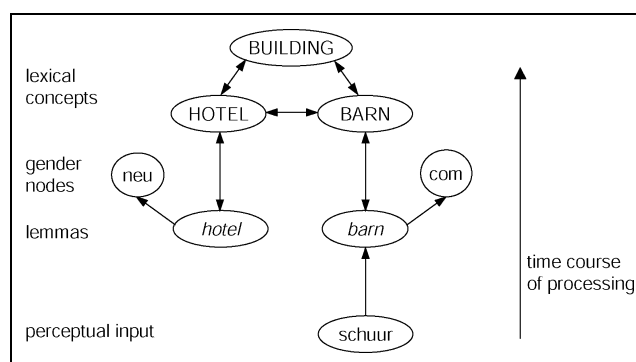 BUILDING
lexical
concepts
HOTEL BARN
gender
nodes
neu com
lemmas hotel barn
time course
of processing
perceptual input schuur